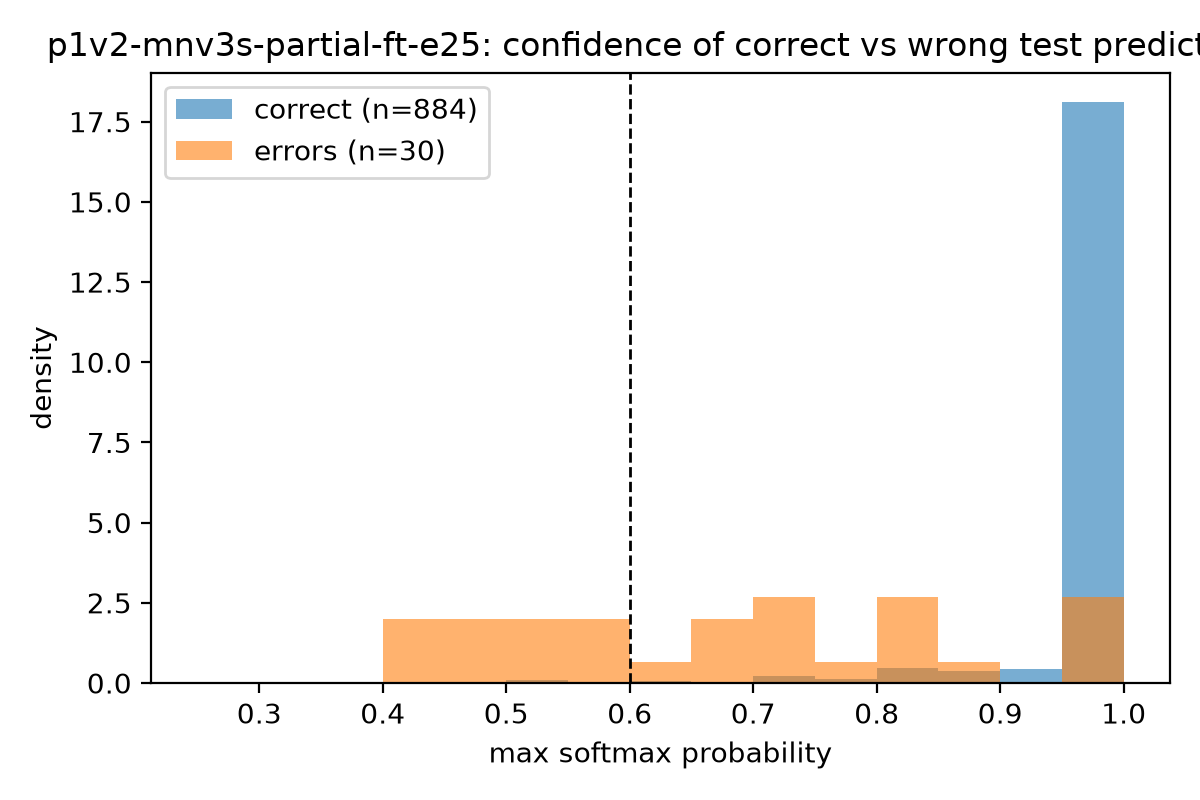 p1v2-mnv3s-partial-ft-e25: confidence of correct vs wrong test predict
correct (n=884)
errors (n=30)
17.5
15.0
12.5
10.0
7.5
5.0
2.5
0.0
density
0.3 0.4 0.5 0.6 0.7 0.8 0.9 1.0
max softmax probability